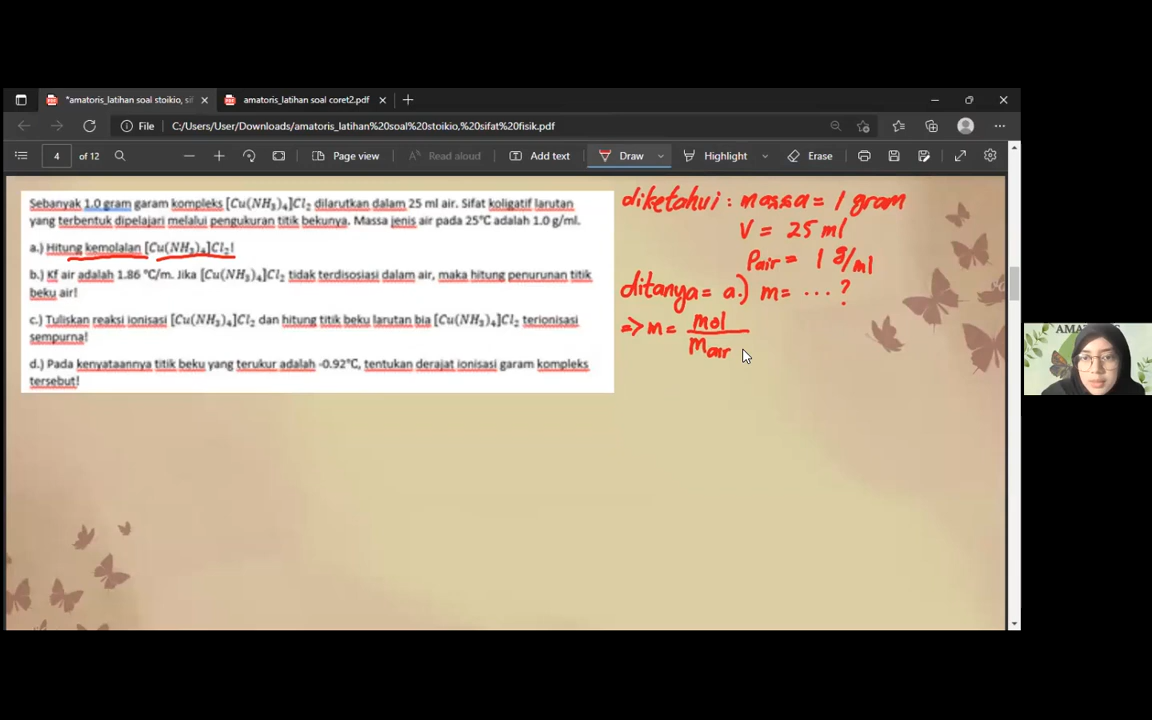 *amatoris_latihan soal stoikio, sif
amatoris_latihan soal coret2.pdf
File
C:/Users/User/Downloads/amatoris_latihan%20soal%20stoikio,%20sifat%20fisik.pdf
4 of 12
Page view
Read aloud
Add text
Draw
Highlight
Erase
Sebanyak 1.0 gram garam kompleks [Cu(NH₃)₄]Cl₂ dilarutkan dalam 25 ml air. Sifat koligatif larutan
yang terbentuk dipelajari melalui pengukuran titik bekunya. Massa jenis air pada 25°C adalah 1.0 g/ml.
a.) Hitung kemolalan [Cu(NH₃)₄]Cl₂!
b.) Kf air adalah 1.86 °C/m. Jika [Cu(NH₃)₄]Cl₂ tidak terdisosiasi dalam air, maka hitung penurunan titik
beku air!
c.) Tuliskan reaksi ionisasi [Cu(NH₃)₄]Cl₂ dan hitung titik beku larutan bia [Cu(NH₃)₄]Cl₂ terionisasi
sempurna!
d.) Pada kenyataannya titik beku yang terukur adalah -0.92°C, tentukan derajat ionisasi garam kompleks
tersebut!
diketahui : massa = 1 gram
V = 25 ml
ρair = 1 g/ml
ditanya = a.) m = ... ?
=> m = mol
mair